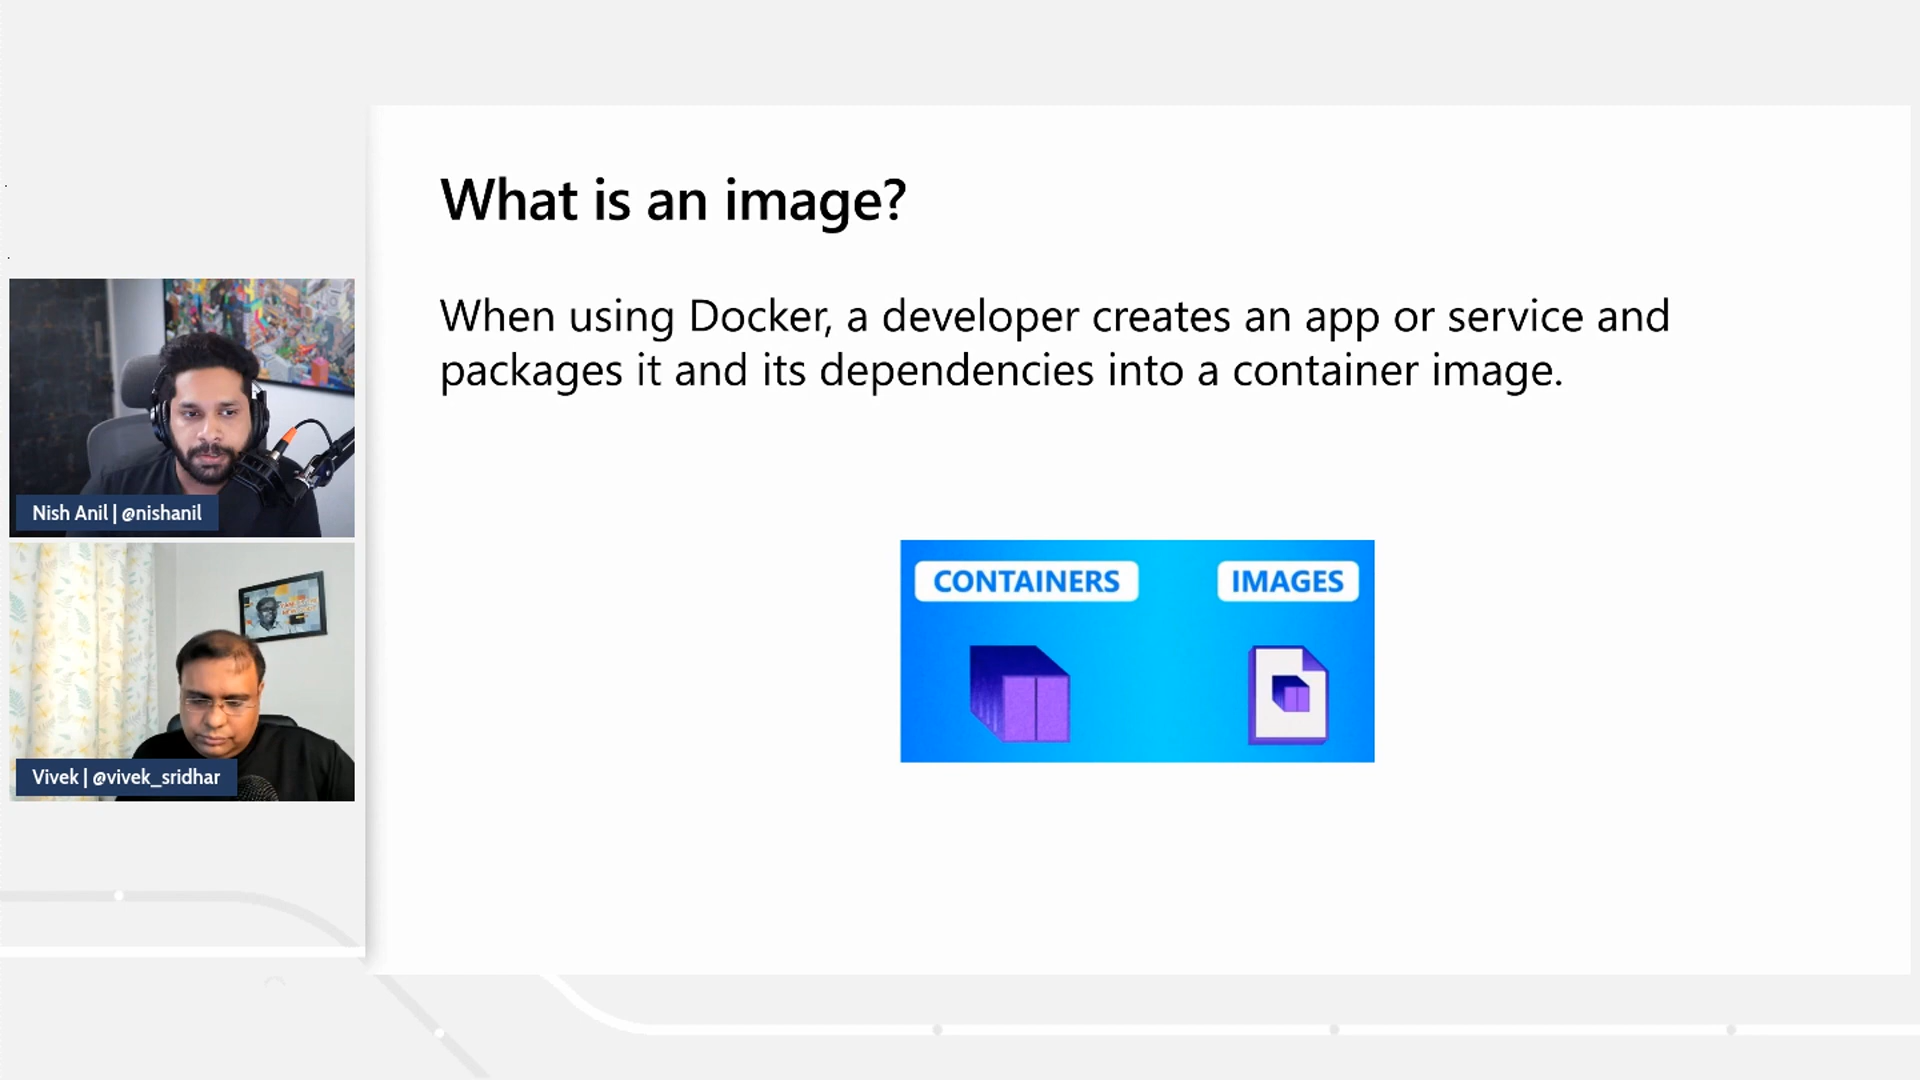 What is an image?
When using Docker, a developer creates an app or service and
packages it and its dependencies into a container image.
CONTAINERS
IMAGES
Nish Anil | @nishanil
Vivek | @vivek_sridhar